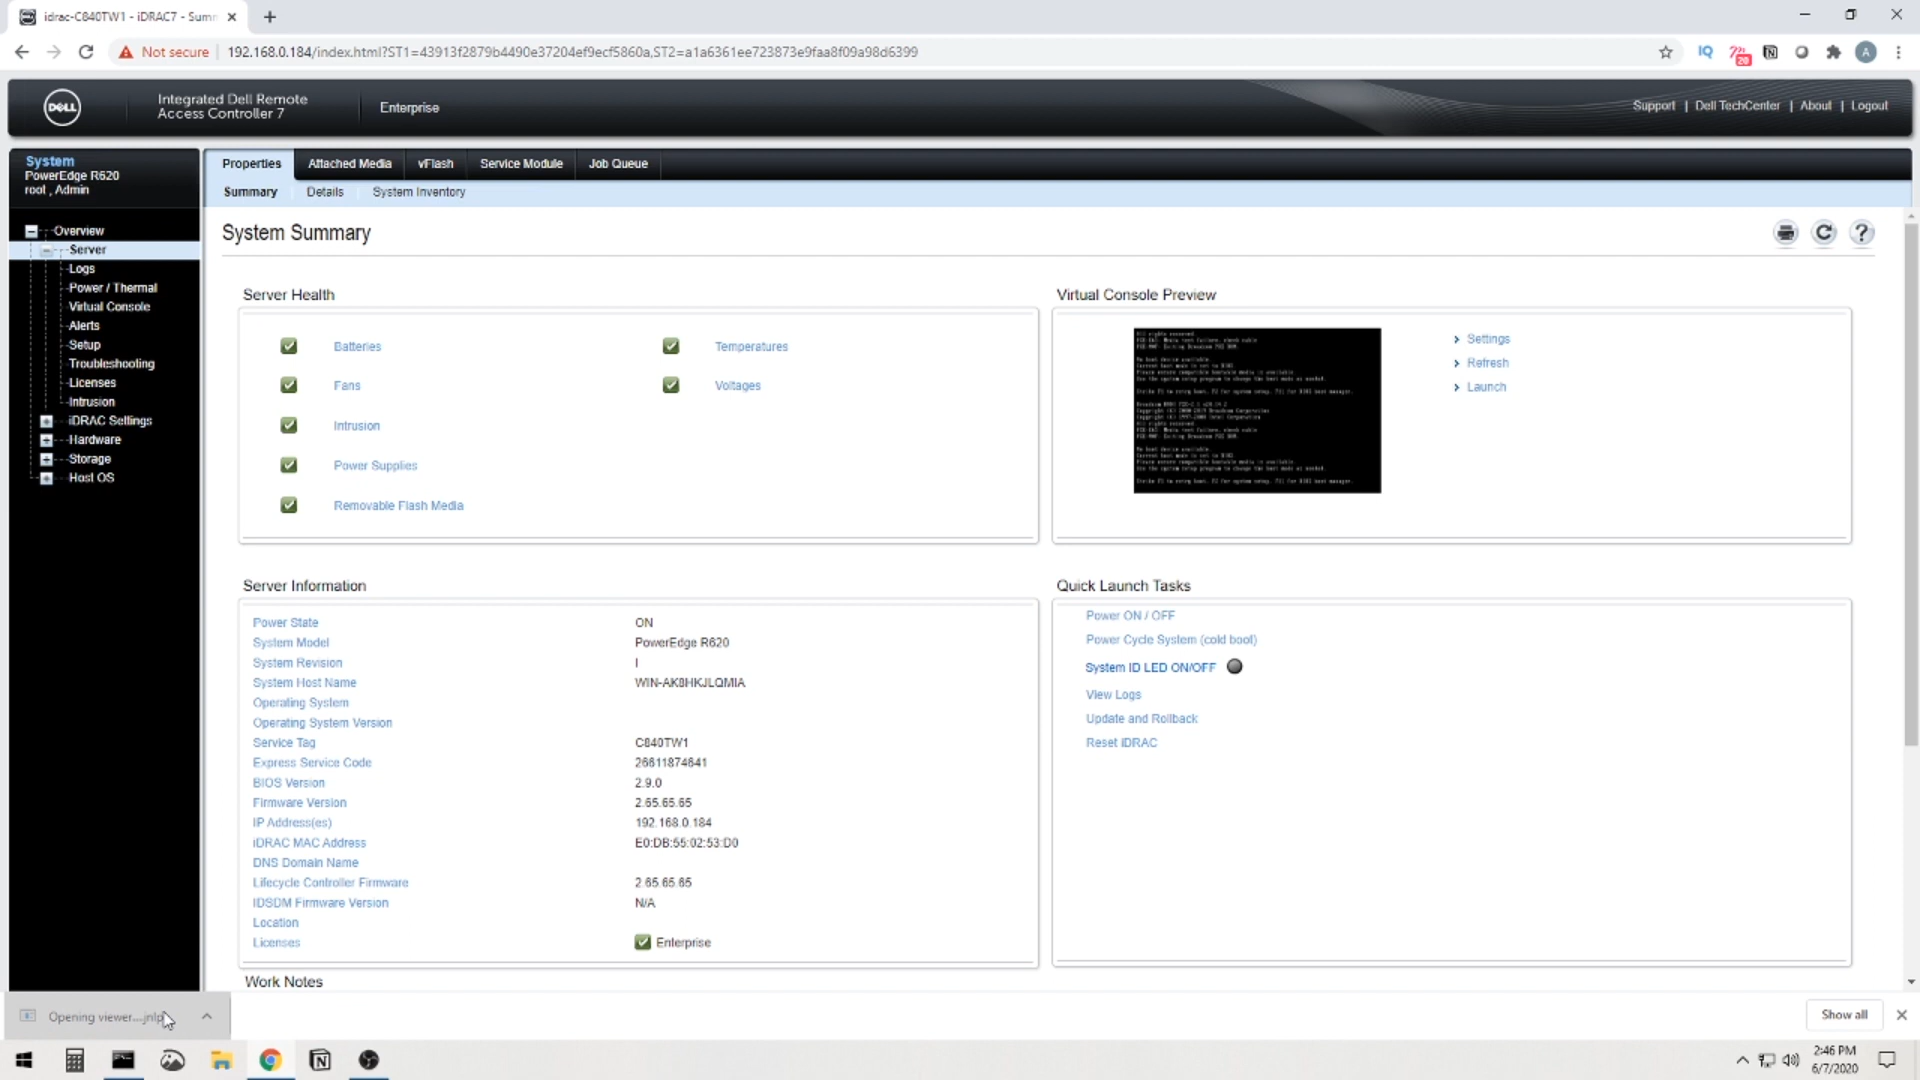 idrac-C840TW1 - iDRAC7 - Summ
Not secure
192.168.0.184/index.html?ST1=43913f2879b4490e37204ef9ecf5860a,ST2=a1a6361ee723873e9faa8f09a98d6399
IQ
20
A
DELL
Integrated Dell Remote
Access Controller 7
Enterprise
Support | Dell TechCenter | About | Logout
System
PowerEdge R620
root , Admin
Properties
Attached Media
vFlash
Service Module
Job Queue
Summary
Details
System Inventory
Overview
Server
Logs
Power / Thermal
Virtual Console
Alerts
Setup
Troubleshooting
Licenses
Intrusion
iDRAC Settings
Hardware
Storage
Host OS
System Summary
Server Health
Batteries
Temperatures
Fans
Voltages
Intrusion
Power Supplies
Removable Flash Media
Virtual Console Preview
Settings
Refresh
Launch
Server Information
Power State ON
System Model PowerEdge R620
System Revision I
System Host Name WIN-AK8HKJLQMIA
Operating System
Operating System Version
Service Tag C840TW1
Express Service Code 26611874641
BIOS Version 2.9.0
Firmware Version 2.65.65.65
IP Address(es) 192.168.0.184
iDRAC MAC Address E0:DB:55:02:53:D0
DNS Domain Name
Lifecycle Controller Firmware 2.65.65.65
IDSDM Firmware Version N/A
Location
Licenses Enterprise
Quick Launch Tasks
Power ON / OFF
Power Cycle System (cold boot)
System ID LED ON/OFF
View Logs
Update and Rollback
Reset iDRAC
Work Notes
Opening viewer....jnlp
Show all
2:46 PM
6/7/2020